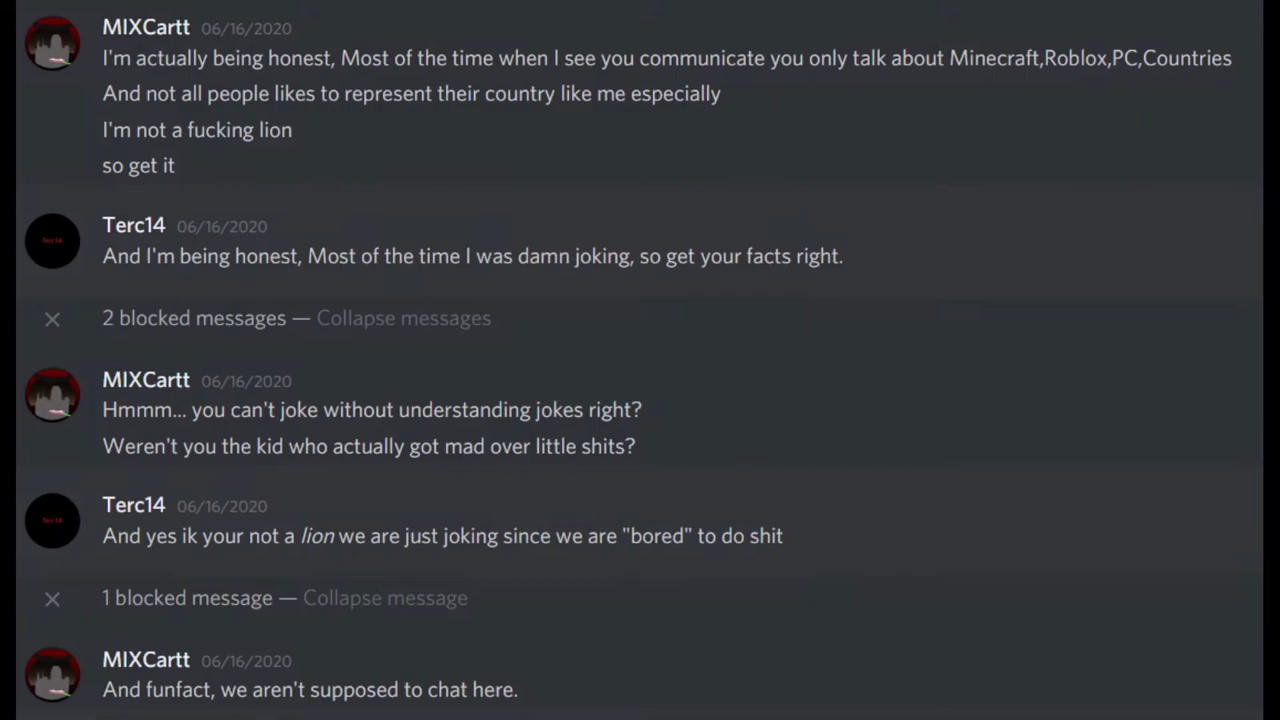 MIXCartt 06/16/2020
I'm actually being honest, Most of the time when I see you communicate you only talk about Minecraft,Roblox,PC,Countries
And not all people likes to represent their country like me especially
I'm not a fucking lion
so get it
Terc14 06/16/2020
Terc14
And I'm being honest, Most of the time I was damn joking, so get your facts right.
2 blocked messages — Collapse messages
MIXCartt 06/16/2020
Hmmm... you can't joke without understanding jokes right?
Weren't you the kid who actually got mad over little shits?
Terc14 06/16/2020
Terc14
And yes ik your not a lion we are just joking since we are "bored" to do shit
1 blocked message — Collapse message
MIXCartt 06/16/2020
And funfact, we aren't supposed to chat here.